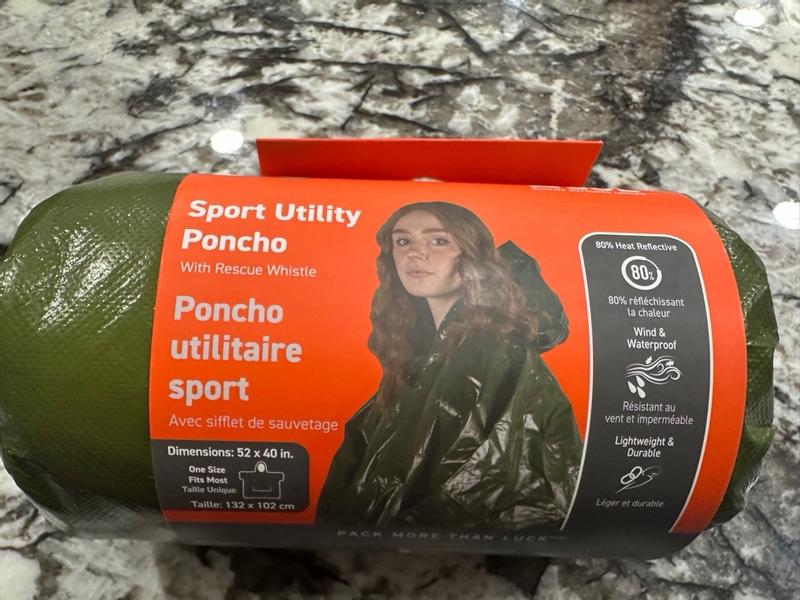 Sport Utility
Poncho
With Rescue Whistle
Poncho
utilitaire
sport
Avec sifflet de sauvetage
Dimensions: 52 x 40 in.
One Size
Fits Most
Taille Unique
Taille: 132 x 102 cm
80% Heat Reflective
80%
80% réfléchissant
la chaleur
Wind &
Waterproof
Résistant au
vent et imperméable
Lightweight &
Durable
Léger et durable
PACK MORE THAN LUCK™